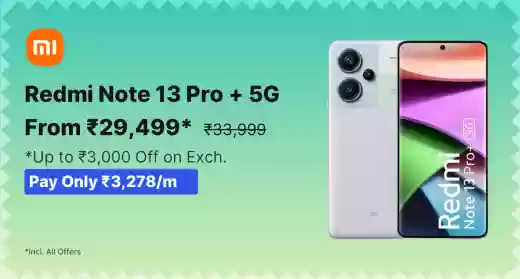 mi
Redmi Note 13 Pro + 5G
From ₹29,499* ₹33,999
*Up to ₹3,000 Off on Exch.
Pay Only ₹3,278/m
*Incl. All Offers
Redmi
Note 13 Pro+ 5G